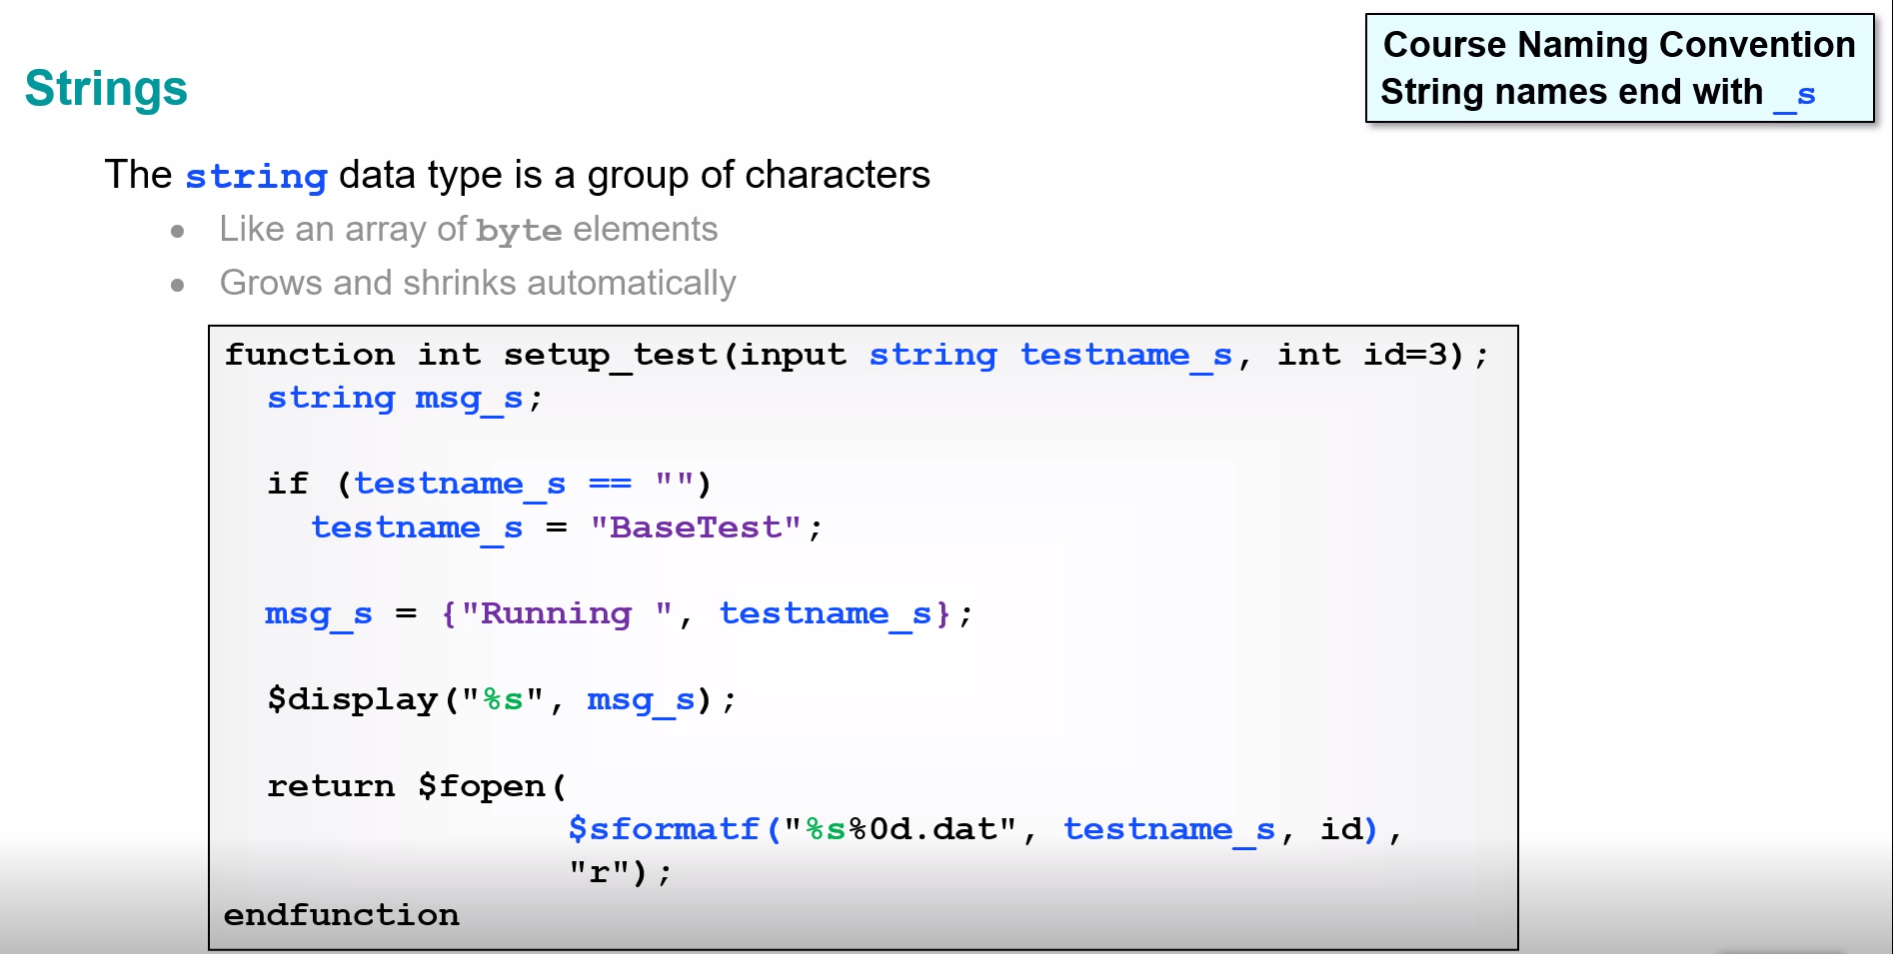 Course Naming Convention
String names end with _s
Strings
The string data type is a group of characters
• Like an array of byte elements
• Grows and shrinks automatically
function int setup_test(input string testname_s, int id=3);
string msg_s;
if (testname_s == "")
testname_s = "BaseTest";
msg_s = {"Running ", testname_s};
$display("%s", msg_s);
return $fopen(
$sformatf("%s%0d.dat", testname_s, id),
"r");
endfunction